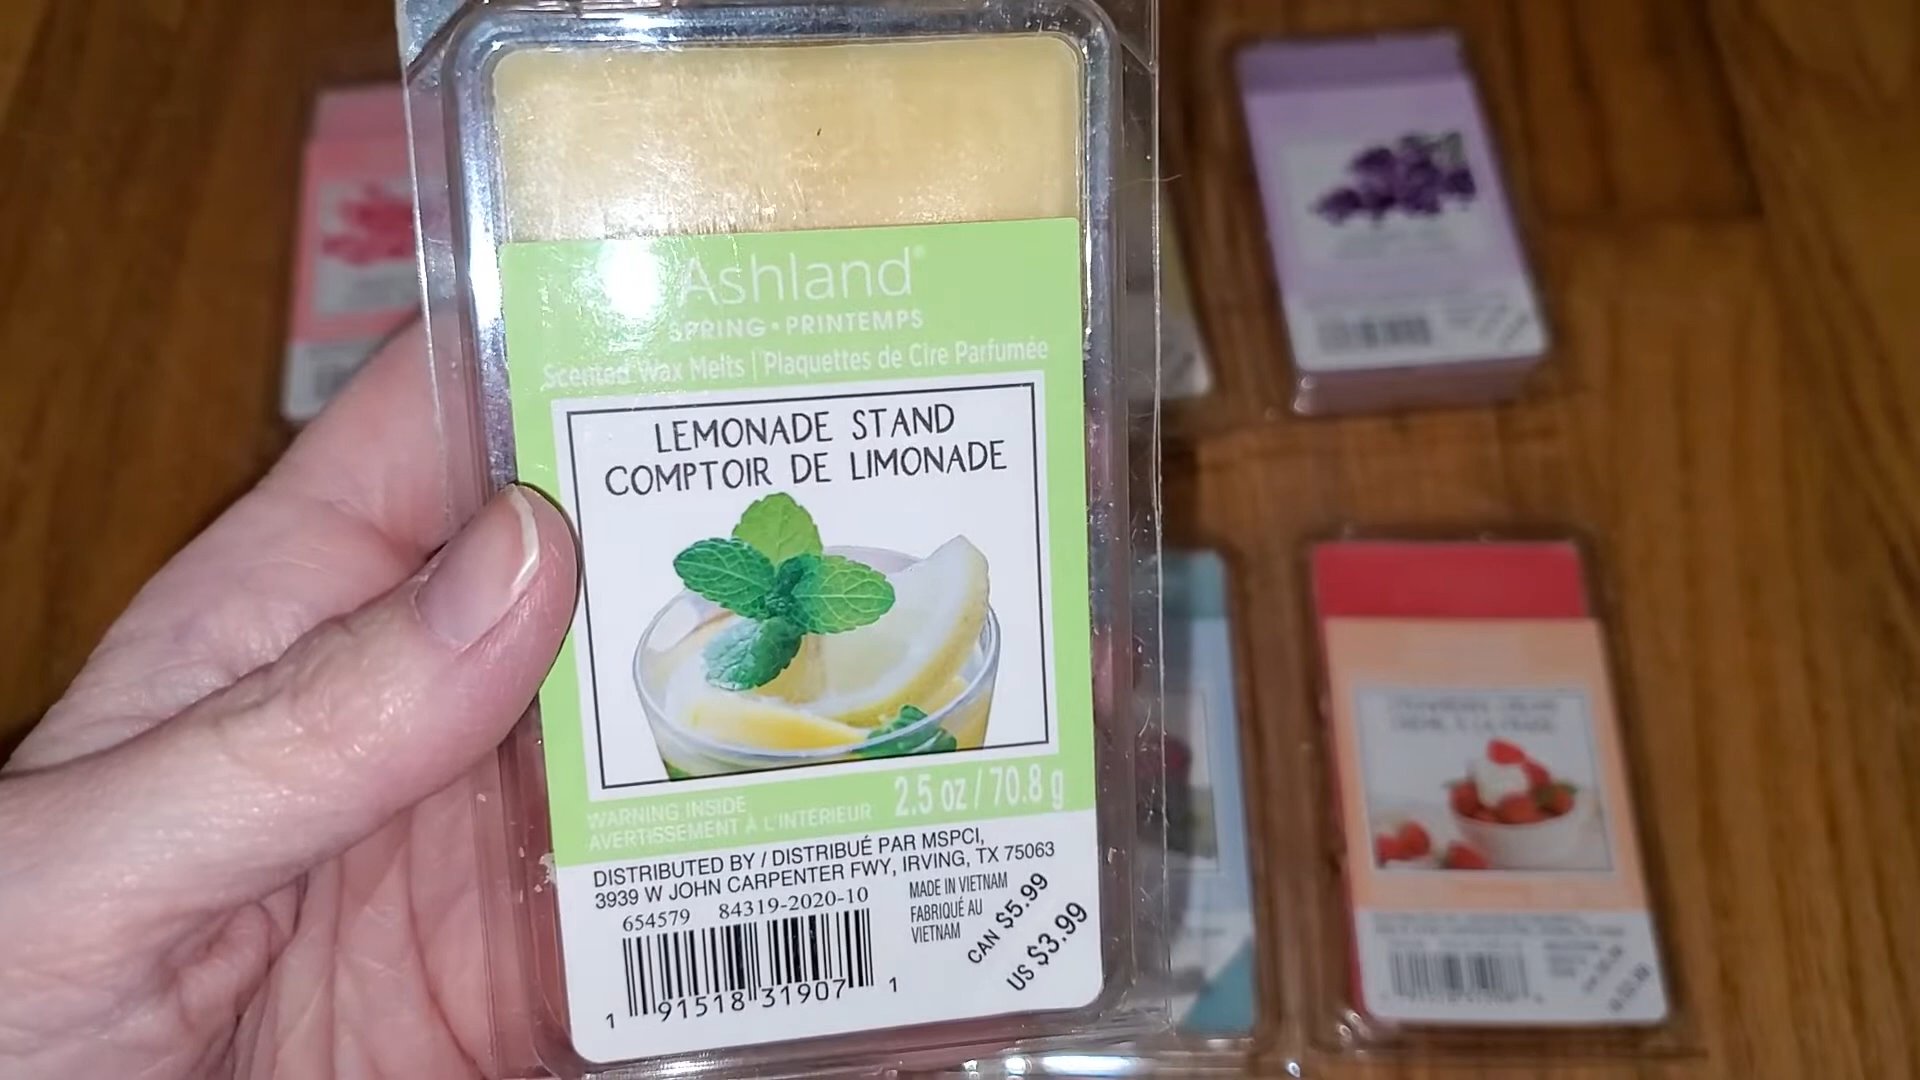 Ashland®
SPRING • PRINTEMPS
Scented Wax Melts | Plaquettes de Cire Parfumée
LEMONADE STAND
COMPTOIR DE LIMONADE
WARNING INSIDE
AVERTISSEMENT À L'INTÉRIEUR
2.5 oz / 70.8 g
DISTRIBUTED BY / DISTRIBUÉ PAR MSPCI,
3939 W JOHN CARPENTER FWY, IRVING, TX 75063
654579 84319-2020-10
MADE IN VIETNAM
FABRIQUÉ AU
VIETNAM
CAN $5.99
US $3.99
1 91518 31907 1